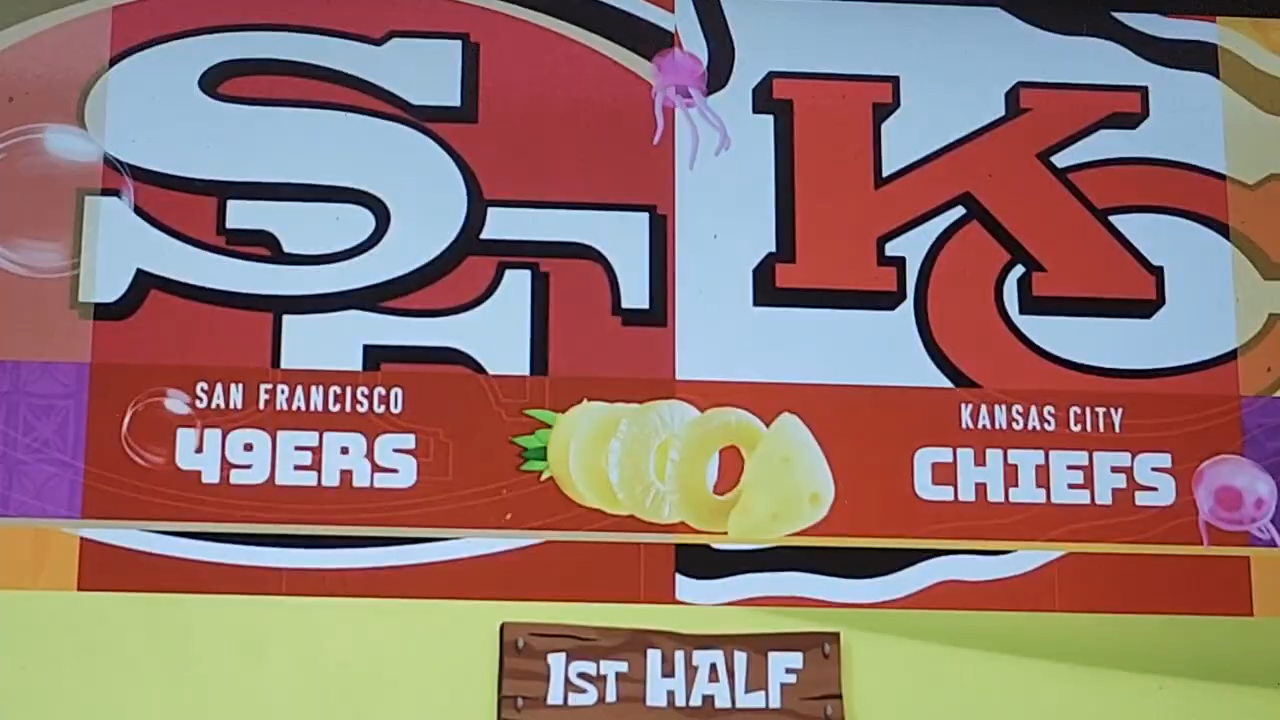 SF
KC
SAN FRANCISCO
49ERS
KANSAS CITY
CHIEFS
1ST HALF